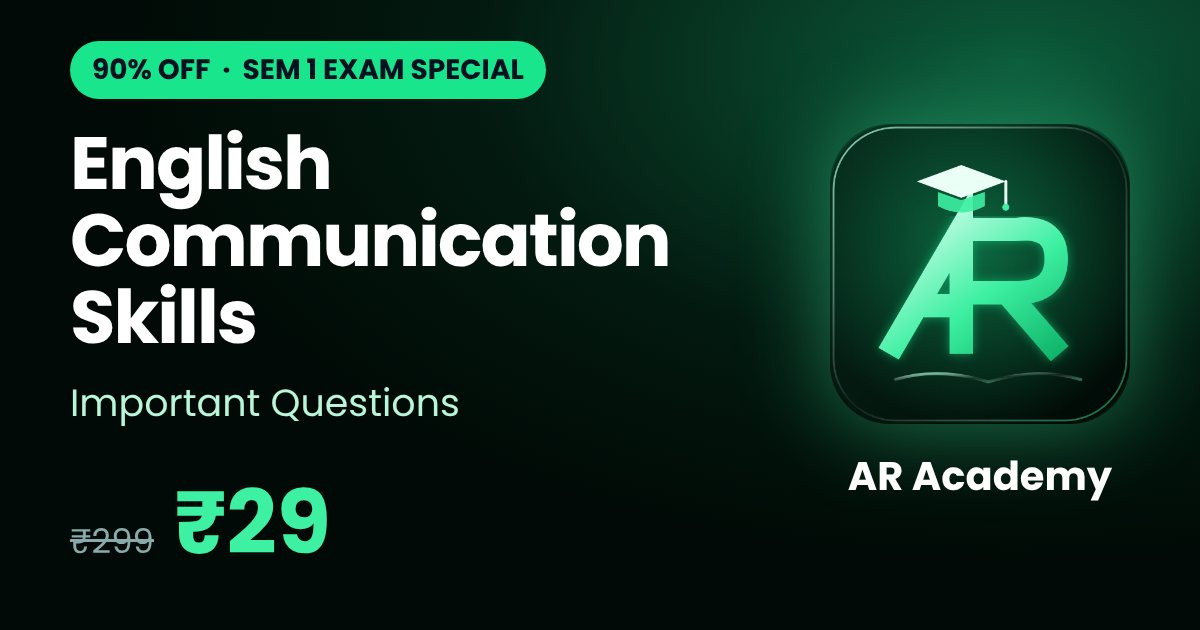 90% OFF · SEM 1 EXAM SPECIAL
English
Communication
Skills
Important Questions
₹299 ₹29
AR
AR Academy